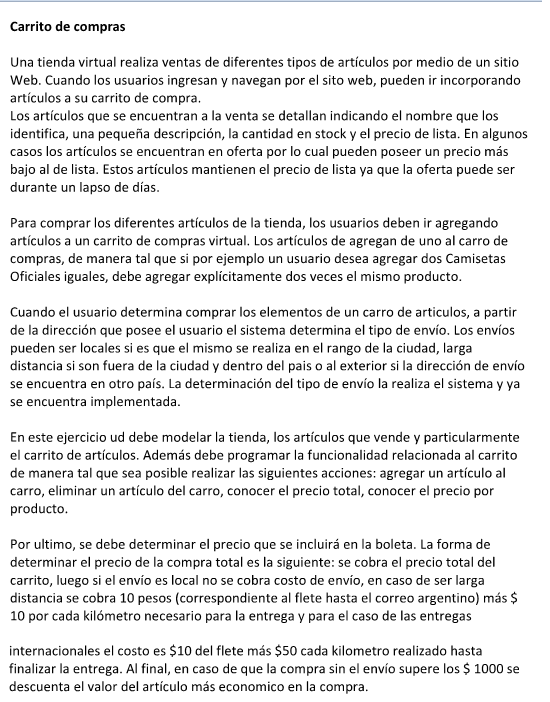 Carrito de compras
Una tienda virtual realiza ventas de diferentes tipos de artículos por medio de un sitio
Web. Cuando los usuarios ingresan y navegan por el sito web, pueden ir incorporando
artículos a su carrito de compra.
Los artículos que se encuentran a la venta se detallan indicando el nombre que los
identifica, una pequeña descripción, la cantidad en stock y el precio de lista. En algunos
casos los artículos se encuentran en oferta por lo cual pueden poseer un precio más
bajo al de lista. Estos artículos mantienen el precio de lista ya que la oferta puede ser
durante un lapso de días.
Para comprar los diferentes artículos de la tienda, los usuarios deben ir agregando
artículos a un carrito de compras virtual. Los artículos de agregan de uno al carro de
compras, de manera tal que si por ejemplo un usuario desea agregar dos Camisetas
Oficiales iguales, debe agregar explícitamente dos veces el mismo producto.
Cuando el usuario determina comprar los elementos de un carro de articulos, a partir
de la dirección que posee el usuario el sistema determina el tipo de envío. Los envíos
pueden ser locales si es que el mismo se realiza en el rango de la ciudad, larga
distancia si son fuera de la ciudad y dentro del pais o al exterior si la dirección de envío
se encuentra en otro país. La determinación del tipo de envío la realiza el sistema y ya
se encuentra implementada.
En este ejercicio ud debe modelar la tienda, los artículos que vende y particularmente
el carrito de artículos. Además debe programar la funcionalidad relacionada al carrito
de manera tal que sea posible realizar las siguientes acciones: agregar un artículo al
carro, eliminar un artículo del carro, conocer el precio total, conocer el precio por
producto.
Por ultimo, se debe determinar el precio que se incluirá en la boleta. La forma de
determinar el precio de la compra total es la siguiente: se cobra el precio total del
carrito, luego si el envío es local no se cobra costo de envío, en caso de ser larga
distancia se cobra 10 pesos (correspondiente al flete hasta el correo argentino) más $
10 por cada kilómetro necesario para la entrega y para el caso de las entregas
internacionales el costo es $10 del flete más $50 cada kilometro realizado hasta
finalizar la entrega. Al final, en caso de que la compra sin el envío supere los $ 1000 se
descuenta el valor del artículo más economico en la compra.